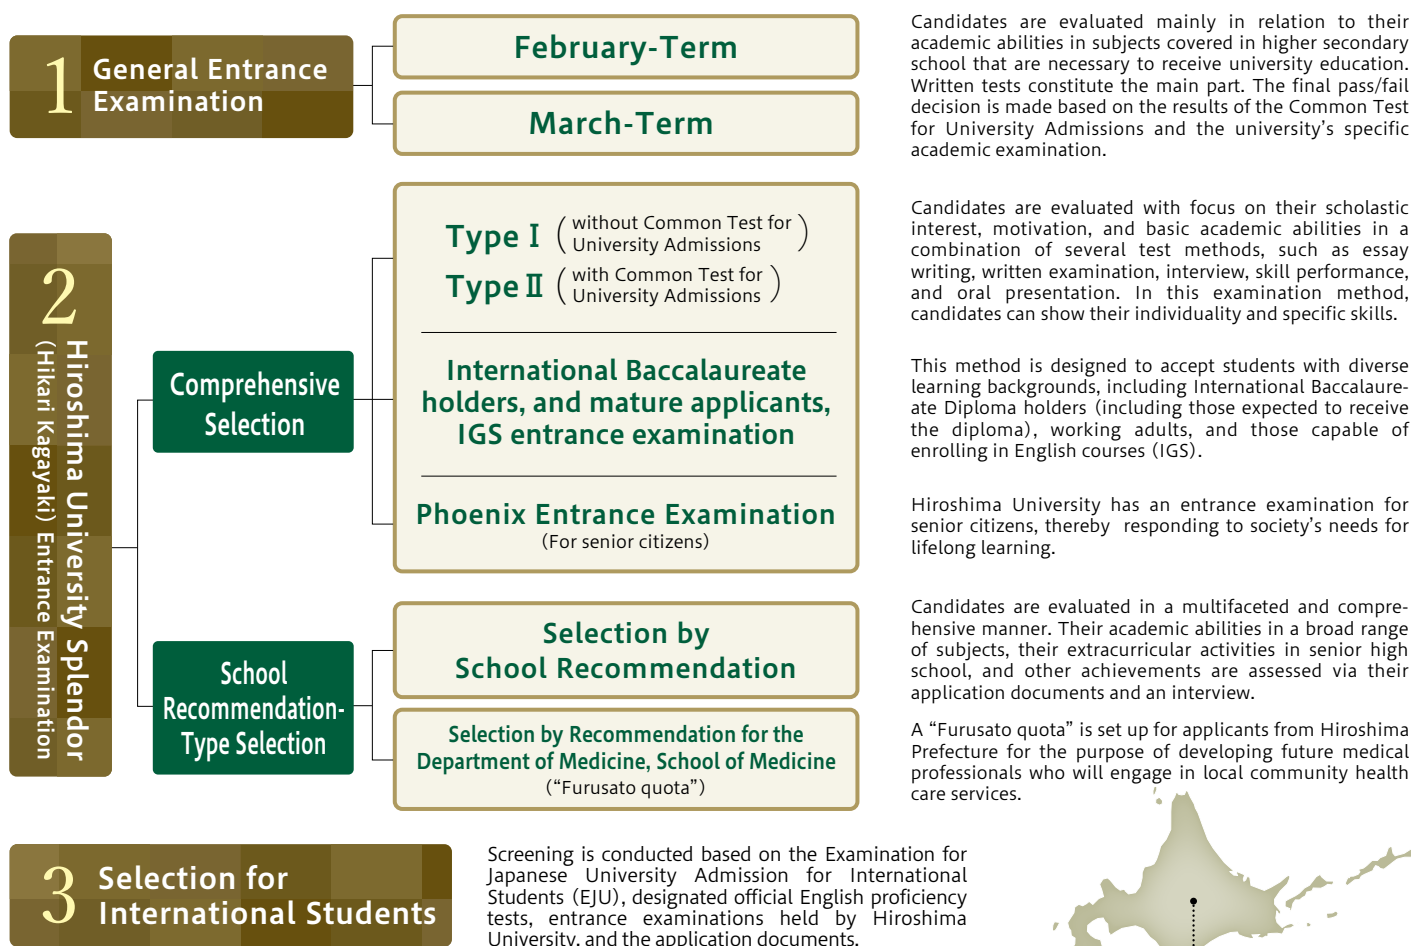 1
General Entrance
Examination
February-Term
March-Term
Candidates are evaluated mainly in relation to their
academic abilities in subjects covered in higher secondary
school that are necessary to receive university education.
Written tests constitute the main part. The final pass/fail
decision is made based on the results of the Common Test
for University Admissions and the university's specific
academic examination.
2
Hiroshima University Splendor
(Hikari Kagayaki) Entrance Examination
Comprehensive
Selection
Type I (without Common Test for
University Admissions)
Type II (with Common Test for
University Admissions)
Candidates are evaluated with focus on their scholastic
interest, motivation, and basic academic abilities in a
combination of several test methods, such as essay
writing, written examination, interview, skill performance,
and oral presentation. In this examination method,
candidates can show their individuality and specific skills.
International Baccalaureate
holders, and mature applicants,
IGS entrance examination
This method is designed to accept students with diverse
learning backgrounds, including International Baccalaure-
ate Diploma holders (including those expected to receive
the diploma), working adults, and those capable of
enrolling in English courses (IGS).
Phoenix Entrance Examination
(For senior citizens)
Hiroshima University has an entrance examination for
senior citizens, thereby responding to society's needs for
lifelong learning.
School
Recommendation-
Type Selection
Selection by
School Recommendation
Candidates are evaluated in a multifaceted and compre-
hensive manner. Their academic abilities in a broad range
of subjects, their extracurricular activities in senior high
school, and other achievements are assessed via their
application documents and an interview.
Selection by Recommendation for the
Department of Medicine, School of Medicine
("Furusato quota")
A "Furusato quota" is set up for applicants from Hiroshima
Prefecture for the purpose of developing future medical
professionals who will engage in local community health
care services.
3
Selection for
International Students
Screening is conducted based on the Examination for
Japanese University Admission for International
Students (EJU), designated official English proficiency
tests, entrance examinations held by Hiroshima
University, and the application documents.